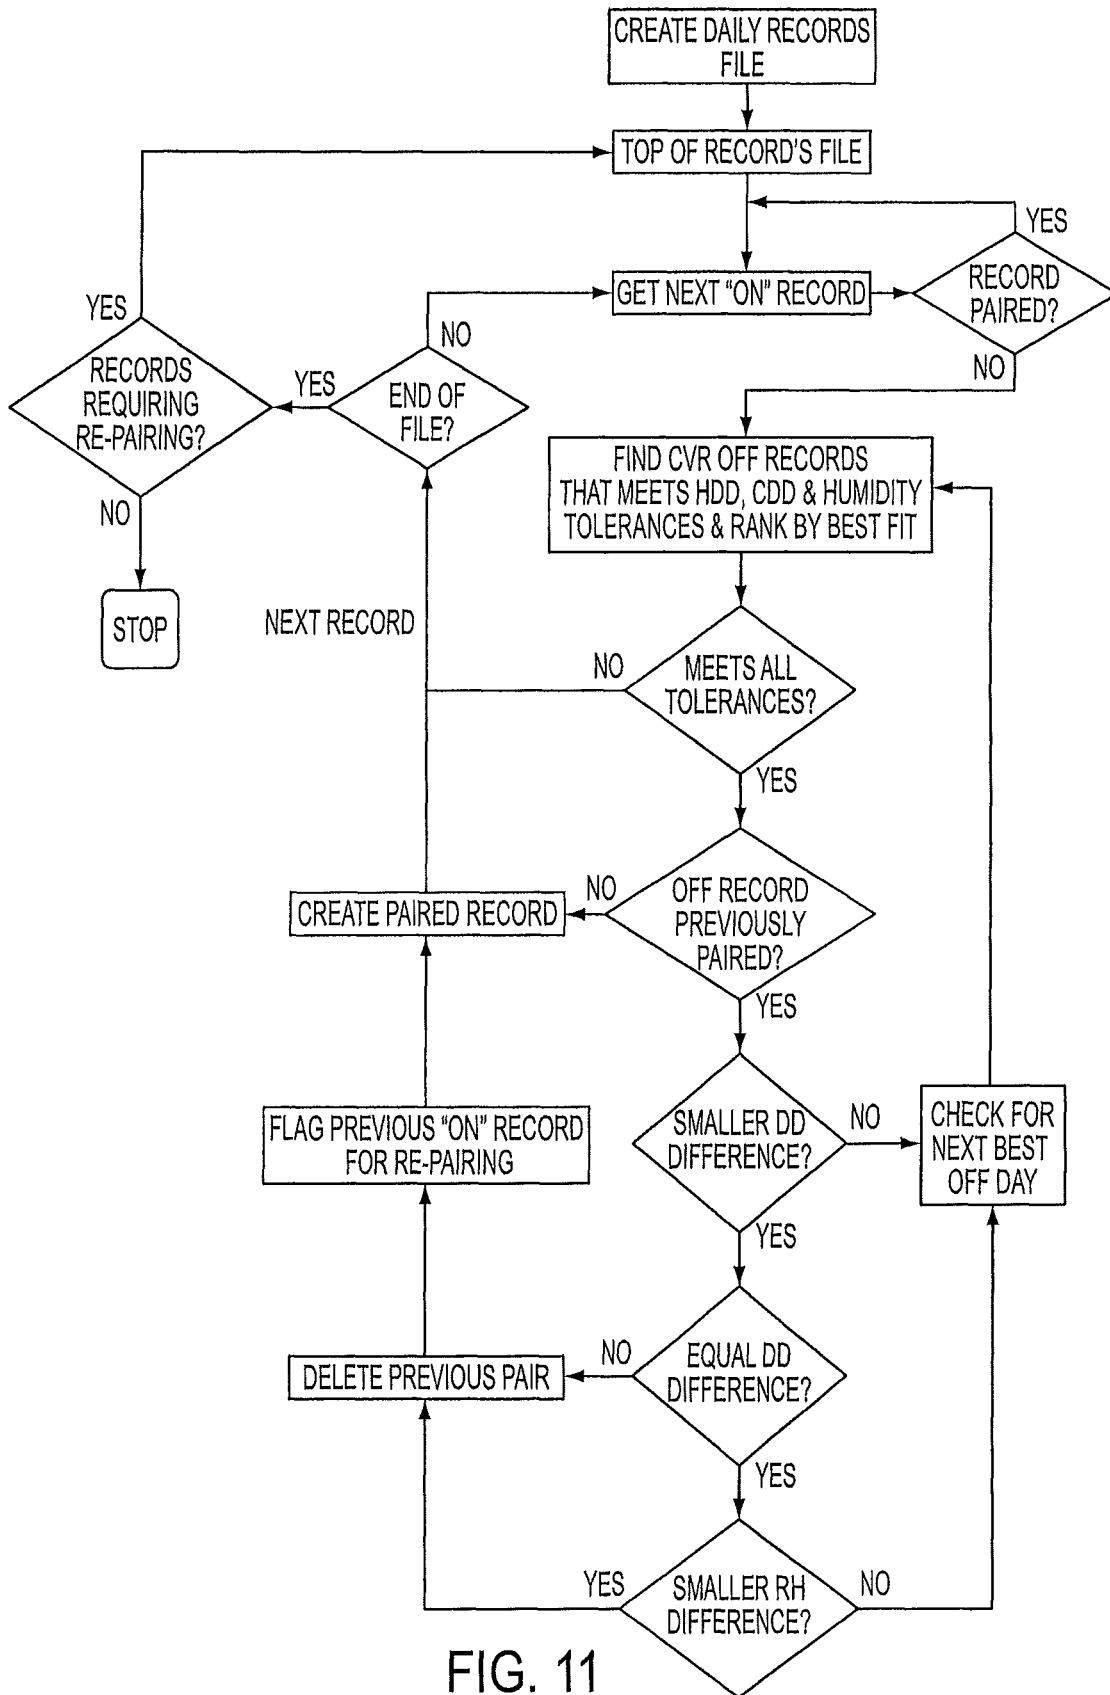 CREATE DAILY RECORDS
FILE
TOP OF RECORD'S FILE
YES
GET NEXT "ON" RECORD
RECORD
PAIRED?
YES
NO
NO
RECORDS
REQUIRING
RE-PAIRING?
YES
END OF
FILE?
NO
STOP
FIND CVR OFF RECORDS
THAT MEETS HDD, CDD & HUMIDITY
TOLERANCES & RANK BY BEST FIT
NEXT RECORD
NO
MEETS ALL
TOLERANCES?
YES
CREATE PAIRED RECORD
NO
OFF RECORD
PREVIOUSLY
PAIRED?
YES
FLAG PREVIOUS "ON" RECORD
FOR RE-PAIRING
SMALLER DD
DIFFERENCE?
NO
CHECK FOR
NEXT BEST
OFF DAY
YES
DELETE PREVIOUS PAIR
NO
EQUAL DD
DIFFERENCE?
YES
YES
SMALLER RH
DIFFERENCE?
NO
FIG. 11